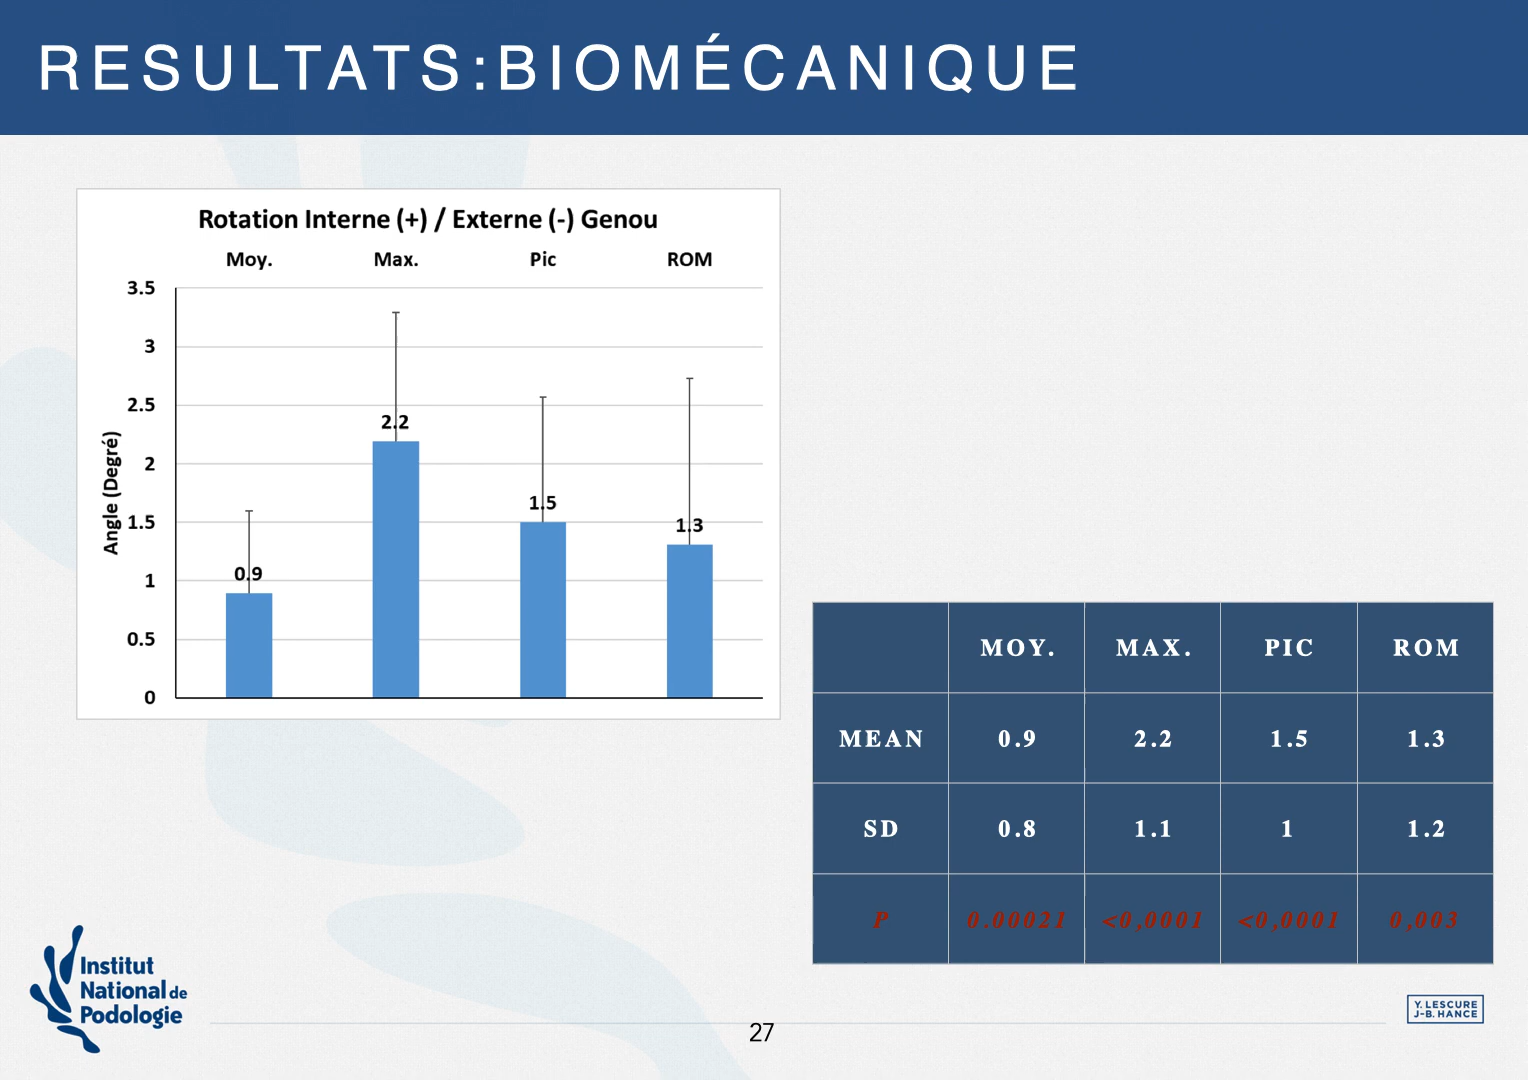 RESULTATS:BIOMÉCANIQUE
Rotation Interne (+) / Externe (-) Genou
Moy. Max. Pic ROM
3.5
3
2.5
2
1.5
1
0.5
0
Angle (Degré)
0.9
2.2
1.5
1.3
MOY. MAX. PIC ROM
MEAN 0.9 2.2 1.5 1.3
SD 0.8 1.1 1 1.2
P 0.00021 <0,0001 <0,0001 0,003
Institut
National de
Podologie
27
Y. LESCURE
J-B. HANCE